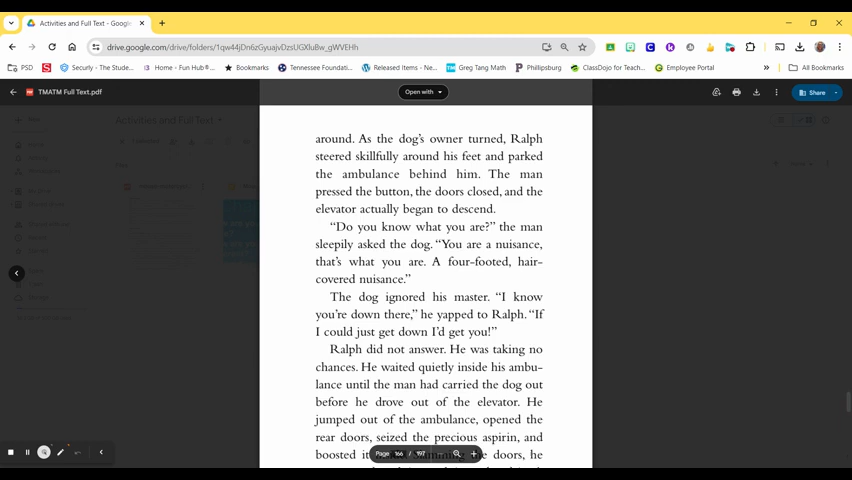 Activities and Full Text - Google
drive.google.com/drive/folders/1qw44jDn6zGyuajvDzsUGXluBw_gWVEHh
PSD
Securly - The Stude...
Home - Fun Hub®...
Bookmarks
Tennessee Foundati...
Released Items - Ne...
Greg Tang Math
Phillipsburg
ClassDojo for Teach...
Employee Portal
All Bookmarks
TMATM Full Text.pdf
Open with
Share
Activities and Full Text
around. As the dog's owner turned, Ralph
steered skillfully around his feet and parked
the ambulance behind him. The man
pressed the button, the doors closed, and the
elevator actually began to descend.
"Do you know what you are?" the man
sleepily asked the dog. "You are a nuisance,
that's what you are. A four-footed, hair-
covered nuisance."
The dog ignored his master. "I know
you're down there," he yapped to Ralph. "If
I could just get down I'd get you!"
Ralph did not answer. He was taking no
chances. He waited quietly inside his ambu-
lance until the man had carried the dog out
before he drove out of the elevator. He
jumped out of the ambulance, opened the
rear doors, seized the precious aspirin, and
boosted it the doors, he
Page 166 / 197